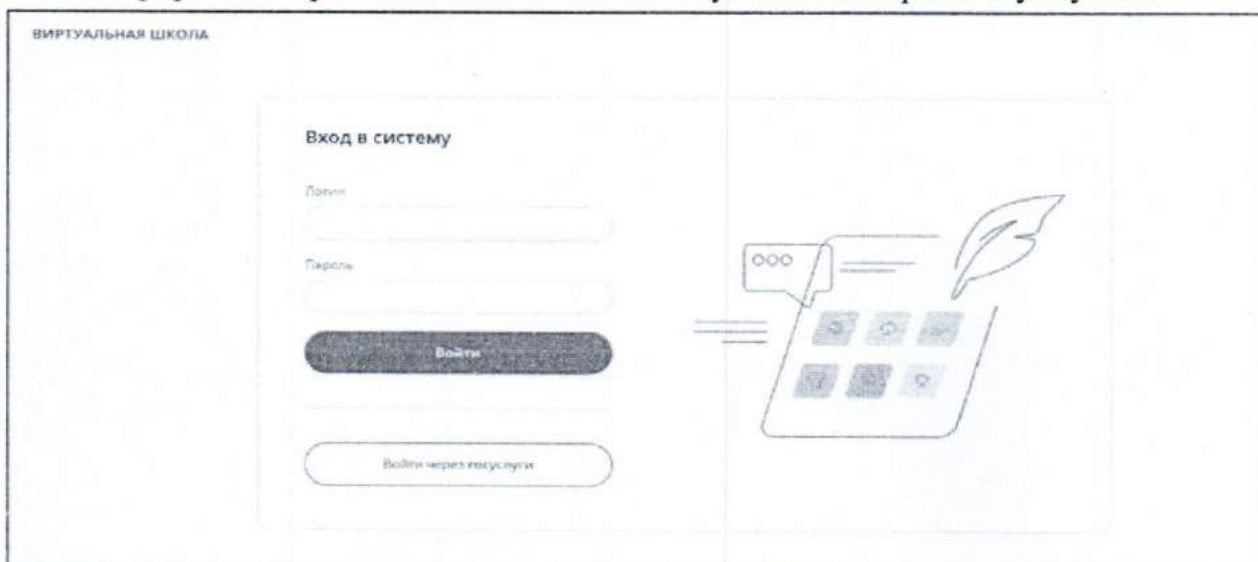 ВИРТУАЛЬНАЯ ШКОЛА
Вход в систему
Логин
Пароль
Войти
Войти через госуслуги